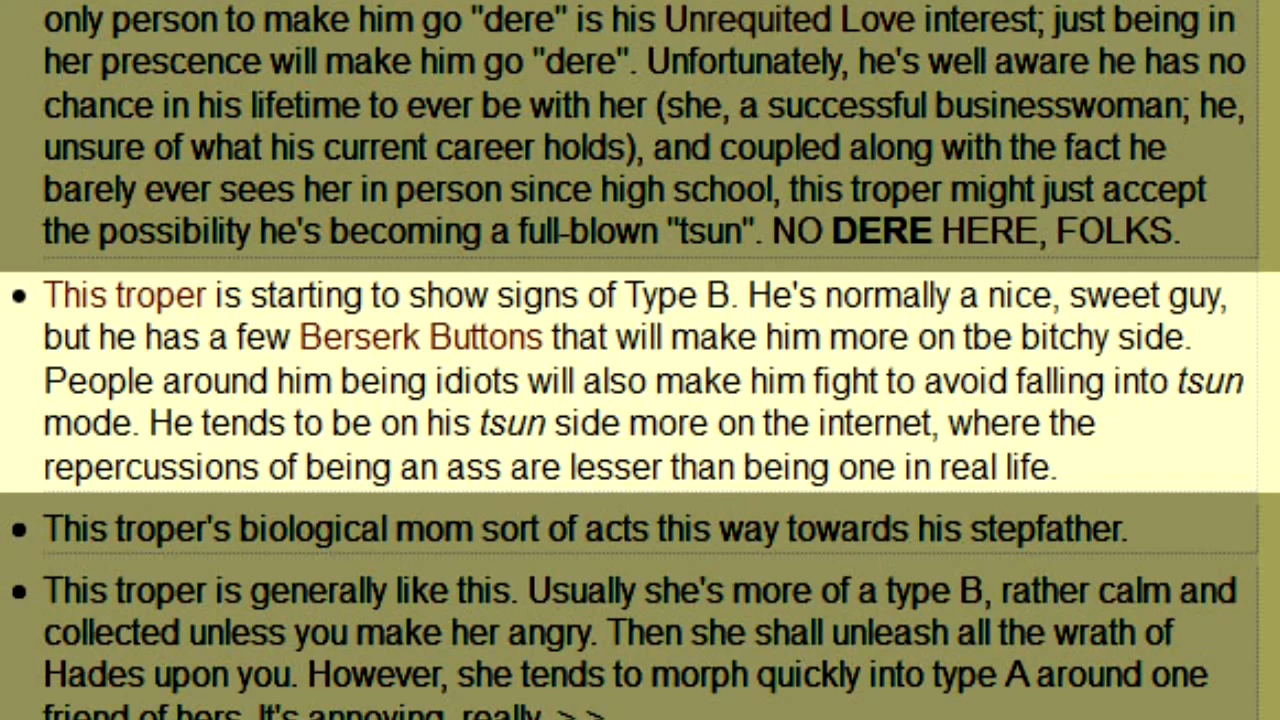 only person to make him go "dere" is his Unrequited Love interest; just being in
her prescence will make him go "dere". Unfortunately, he's well aware he has no
chance in his lifetime to ever be with her (she, a successful businesswoman; he,
unsure of what his current career holds), and coupled along with the fact he
barely ever sees her in person since high school, this troper might just accept
the possibility he's becoming a full-blown "tsun". NO DERE HERE, FOLKS.
• This troper is starting to show signs of Type B. He's normally a nice, sweet guy,
but he has a few Berserk Buttons that will make him more on tbe bitchy side.
People around him being idiots will also make him fight to avoid falling into tsun
mode. He tends to be on his tsun side more on the internet, where the
repercussions of being an ass are lesser than being one in real life.
• This troper's biological mom sort of acts this way towards his stepfather.
• This troper is generally like this. Usually she's more of a type B, rather calm and
collected unless you make her angry. Then she shall unleash all the wrath of
Hades upon you. However, she tends to morph quickly into type A around one
friend of hers. It's annoying, really. >.>